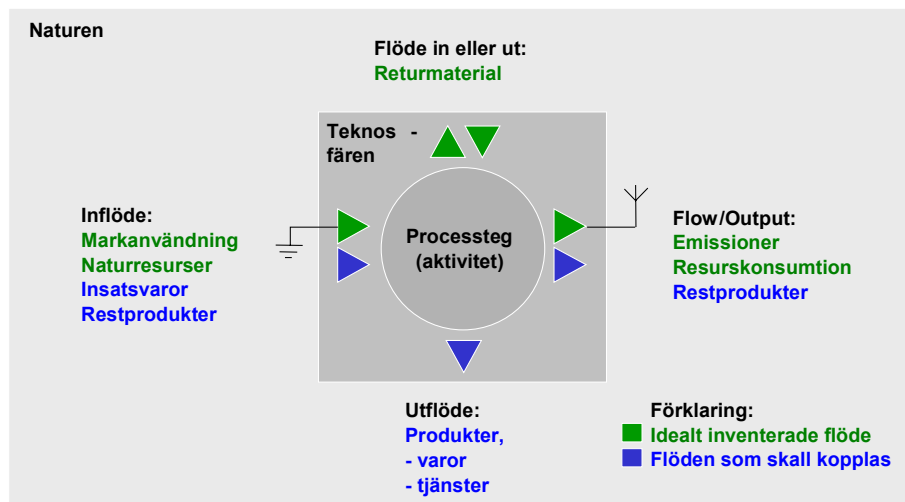 Naturen
Flöde in eller ut:
Returmaterial
Teknos -
fären
Inflöde:
Markanvändning
Naturresurser
Insatsvaror
Restprodukter
Processteg
(aktivitet)
Flow/Output:
Emissioner
Resurskonsumtion
Restprodukter
Utflöde:
Produkter,
- varor
- tjänster
Förklaring:
Idealt inventerade flöde
Flöden som skall kopplas